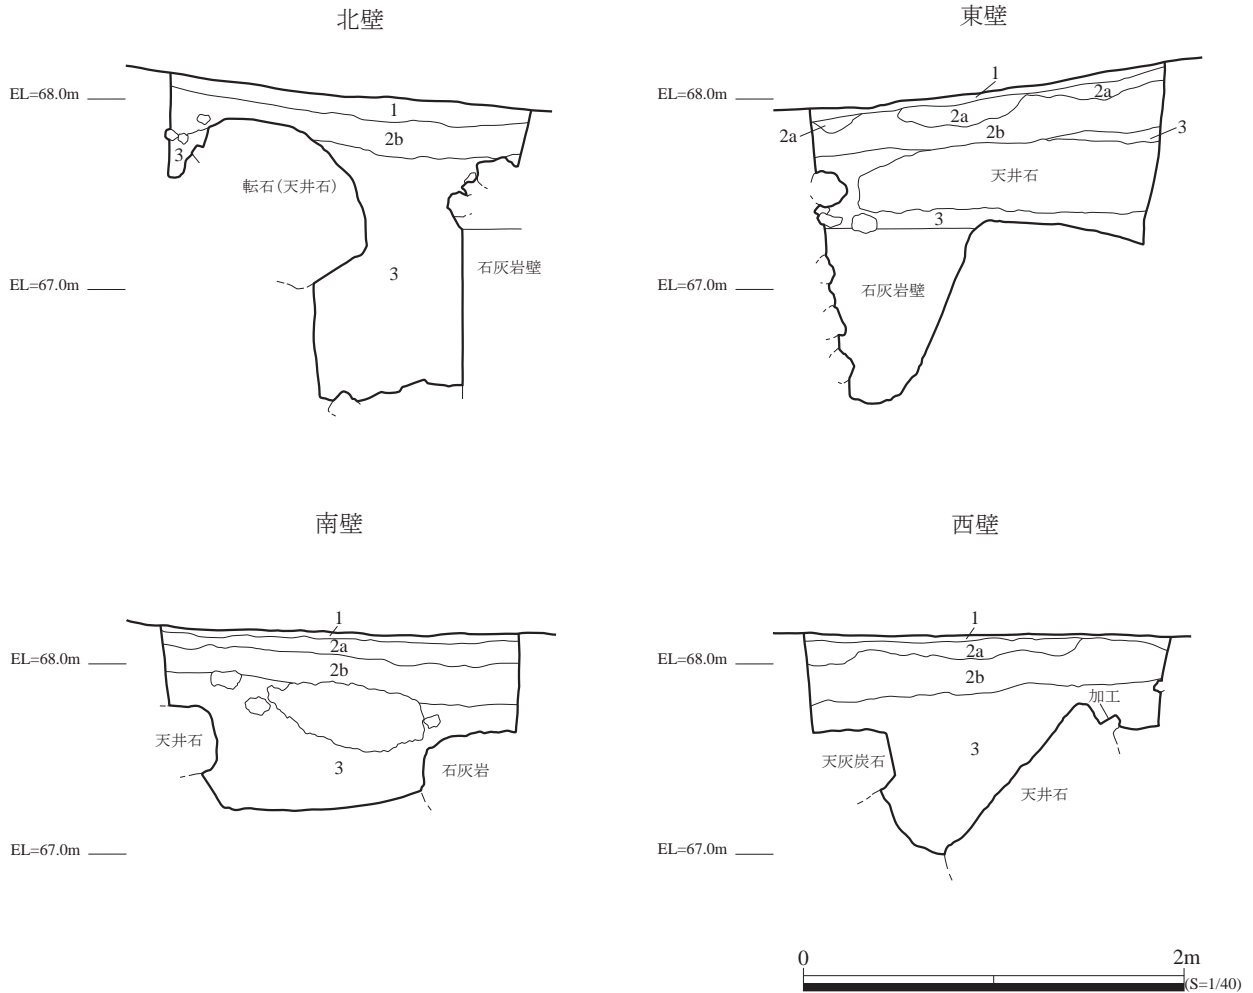 北壁
EL=68.0m
1
2b
3
転石(天井石)
3
石灰岩壁
EL=67.0m
東壁
EL=68.0m
1
2a
2a
2a
2b
3
天井石
3
石灰岩壁
EL=67.0m
南壁
EL=68.0m
1
2a
2b
天井石
3
石灰岩
EL=67.0m
西壁
EL=68.0m
1
2a
2b
加工
天灰炭石
3
天井石
EL=67.0m
0 2m
(S=1/40)